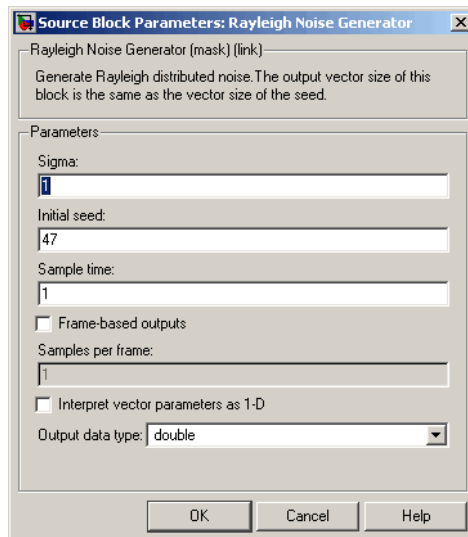 Source Block Parameters: Rayleigh Noise Generator
Rayleigh Noise Generator (mask) (link)
Generate Rayleigh distributed noise.The output vector size of this
block is the same as the vector size of the seed.
Parameters
Sigma:
1
Initial seed:
47
Sample time:
1
Frame-based outputs
Samples per frame:
1
Interpret vector parameters as 1-D
Output data type: double
OK Cancel Help